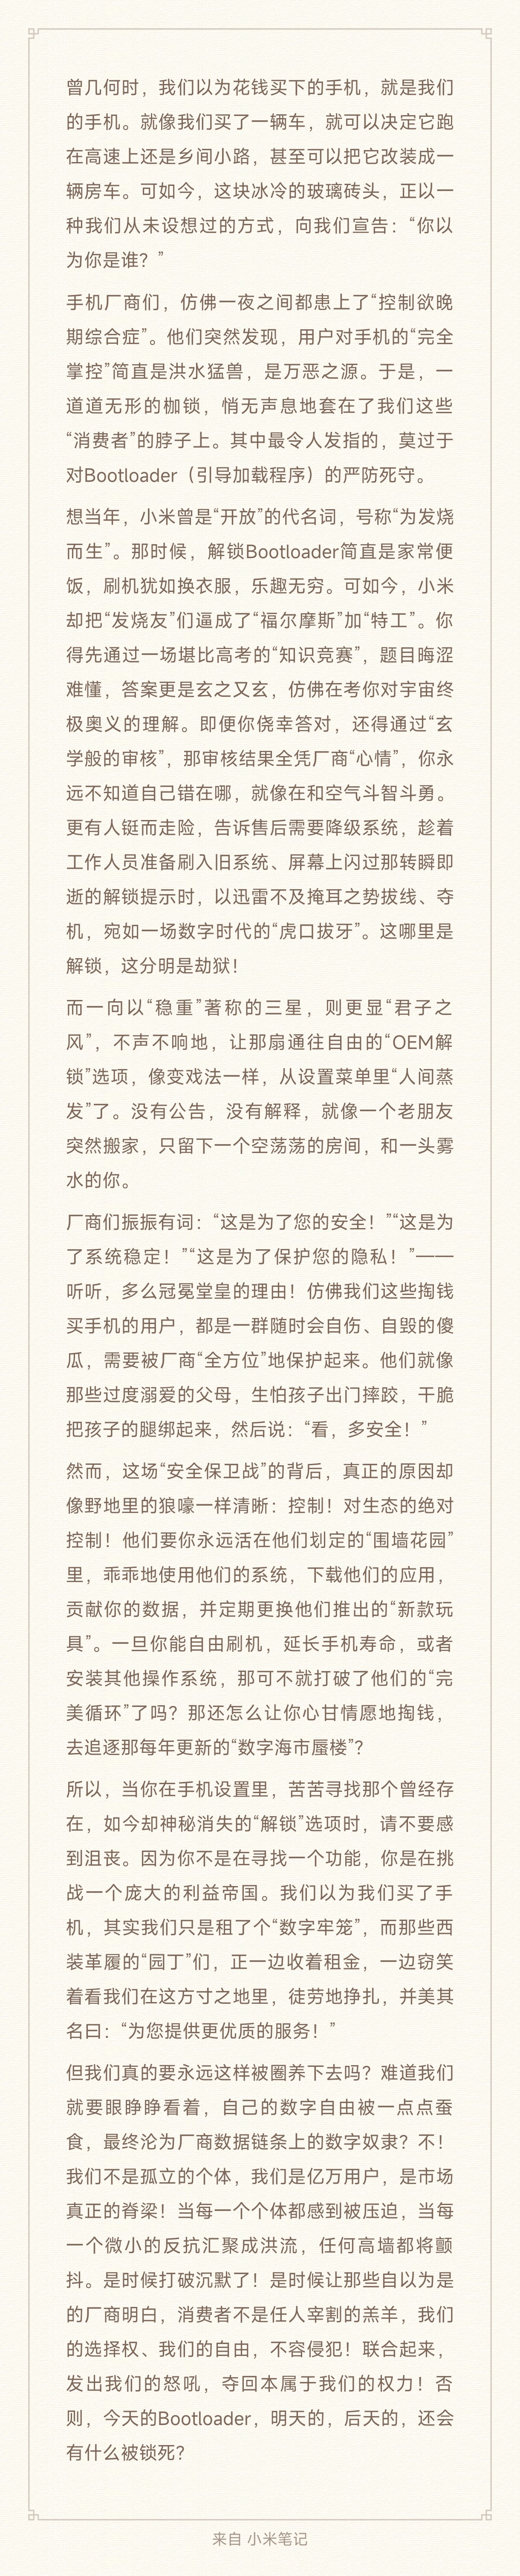 曾几何时，我们以为花钱买下的手机，就是我们
的手机。就像我们买了一辆车，就可以决定它跑
在高速上还是乡间小路，甚至可以把它改装成一
辆房车。可如今，这块冰冷的玻璃砖头，正以一
种我们从未设想过的方式，向我们宣告：“你以
为你是谁？”
手机厂商们，仿佛一夜之间都患上了“控制欲晚
期综合症”。他们突然发现，用户对手机的“完全
掌控”简直是洪水猛兽，是万恶之源。于是，一
道道无形的枷锁，悄无声息地套在了我们这些
“消费者”的脖子上。其中最令人发指的，莫过于
对Bootloader（引导加载程序）的严防死守。
想当年，小米曾是“开放”的代名词，号称“为发烧
而生”。那时候，解锁Bootloader简直是家常便
饭，刷机犹如换衣服，乐趣无穷。可如今，小米
却把“发烧友”们逼成了“福尔摩斯”加“特工”。你
得先通过一场堪比高考的“知识竞赛”，题目晦涩
难懂，答案更是玄之又玄，仿佛在考你对宇宙终
极奥义的理解。即便你侥幸答对，还得通过“玄
学般的审核”，那审核结果全凭厂商“心情”，你永
远不知道自己错在哪，就像在和空气斗智斗勇。
更有人铤而走险，告诉售后需要降级系统，趁着
工作人员准备刷入旧系统、屏幕上闪过那转瞬即
逝的解锁提示时，以迅雷不及掩耳之势拔线、夺
机，宛如一场数字时代的“虎口拔牙”。这哪里是
解锁，这分明是劫狱！
而一向以“稳重”著称的三星，则更显“君子之
风”，不声不响地，让那扇通往自由的“OEM解
锁”选项，像变戏法一样，从设置菜单里“人间蒸
发”了。没有公告，没有解释，就像一个老朋友
突然搬家，只留下一个空荡荡的房间，和一头雾
水的你。
厂商们振振有词：“这是为了您的安全！”“这是为
了系统稳定！”“这是为了保护您的隐私！”——
听听，多么冠冕堂皇的理由！仿佛我们这些掏钱
买手机的用户，都是一群随时会自伤、自毁的傻
瓜，需要被厂商“全方位”地保护起来。他们就像
那些过度溺爱的父母，生怕孩子出门摔跤，干脆
把孩子的腿绑起来，然后说：“看，多安全！”
然而，这场“安全保卫战”的背后，真正的原因却
像野地里的狼嚎一样清晰：控制！对生态的绝对
控制！他们要你永远活在他们划定的“围墙花园”
里，乖乖地使用他们的系统，下载他们的应用，
贡献你的数据，并定期更换他们推出的“新款玩
具”。一旦你能自由刷机，延长手机寿命，或者
安装其他操作系统，那可不就打破了他们的“完
美循环”了吗？那还怎么让你心甘情愿地掏钱，
去追逐那每年更新的“数字海市蜃楼”？
所以，当你在手机设置里，苦苦寻找那个曾经存
在，如今却神秘消失的“解锁”选项时，请不要感
到沮丧。因为你不是在寻找一个功能，你是在挑
战一个庞大的利益帝国。我们以为我们买了手
机，其实我们只是租了个“数字牢笼”，而那些西
装革履的“园丁”们，正一边收着租金，一边窃笑
着看我们在这方寸之地里，徒劳地挣扎，并美其
名曰：“为您提供更优质的服务！”
但我们真的要永远这样被圈养下去吗？难道我们
就要眼睁睁看着，自己的数字自由被一点点蚕
食，最终沦为厂商数据链条上的数字奴隶？不！
我们不是孤立的个体，我们是亿万用户，是市场
真正的脊梁！当每一个个体都感到被压迫，当每
一个微小的反抗汇聚成洪流，任何高墙都将颤
抖。是时候打破沉默了！是时候让那些自以为是
的厂商明白，消费者不是任人宰割的羔羊，我们
的选择权、我们的自由，不容侵犯！联合起来，
发出我们的怒吼，夺回本属于我们的权力！否
则，今天的Bootloader，明天的，后天的，还会
有什么被锁死？
来自 小米笔记